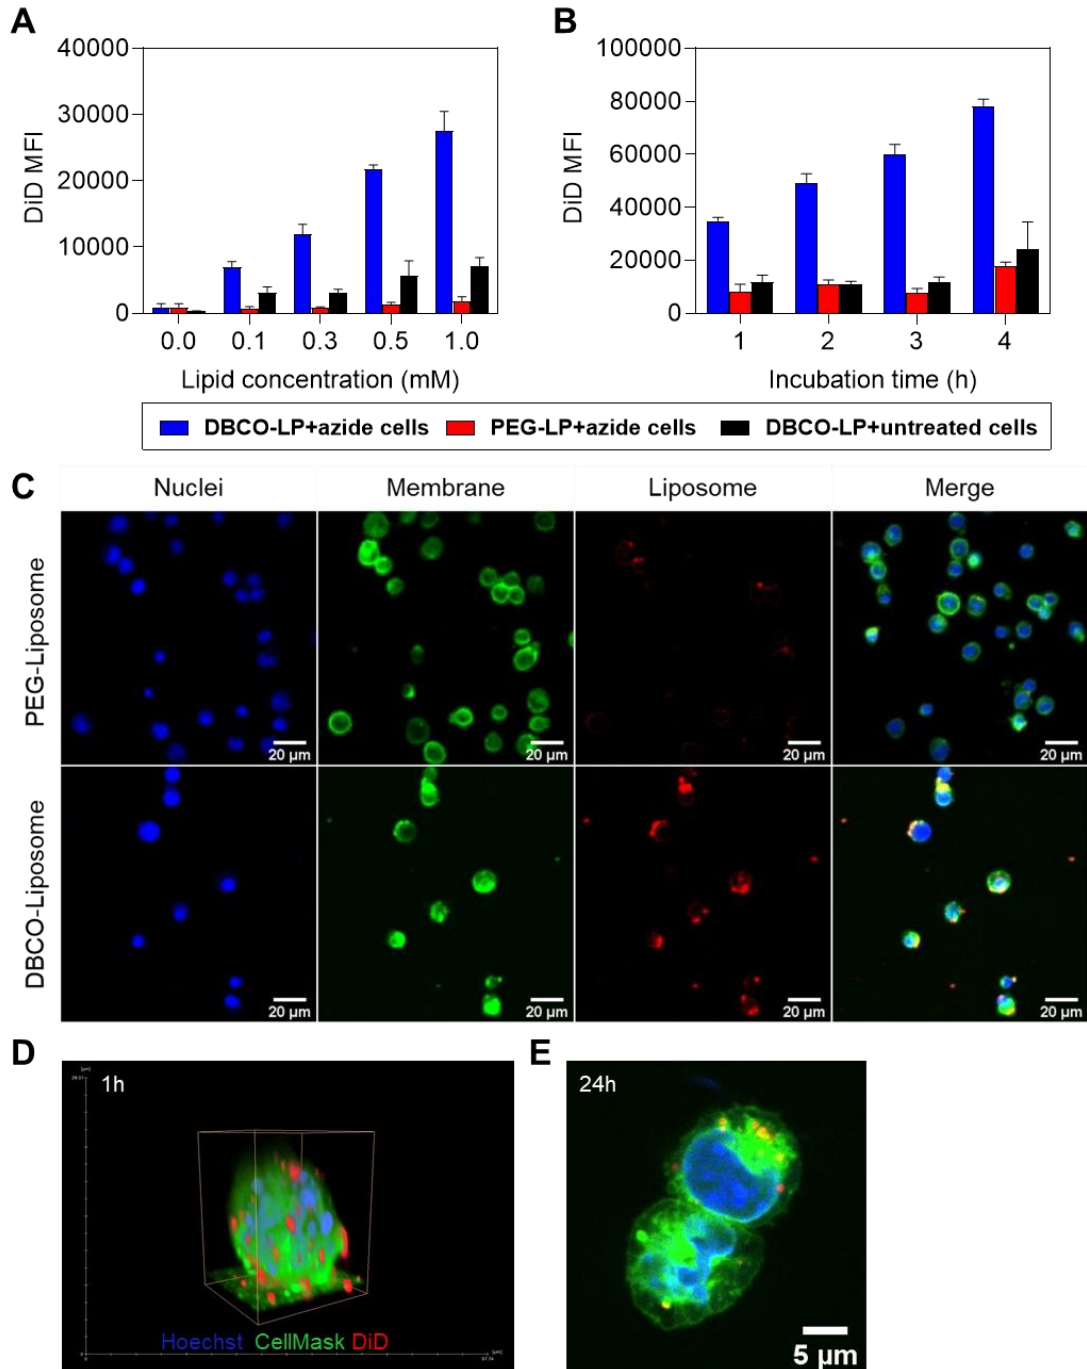 A
B
40000
30000
20000
10000
0
DiD MFI
0.0 0.1 0.3 0.5 1.0
Lipid concentration (mM)
100000
80000
60000
40000
20000
0
DiD MFI
1 2 3 4
Incubation time (h)
DBCO-LP+azide cells PEG-LP+azide cells DBCO-LP+untreated cells
C
Nuclei Membrane Liposome Merge
PEG-Liposome
20 µm 20 µm 20 µm 20 µm
DBCO-Liposome
20 µm 20 µm 20 µm 20 µm
D
1h
Hoechst CellMask DiD
E
24h
5 µm